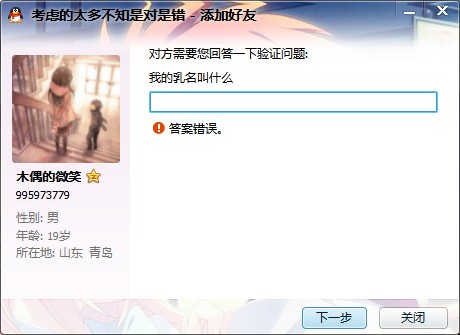 考虑的太多不知是对是错 - 添加好友
对方需要您回答一下验证问题:
我的乳名叫什么
答案错误。
木偶的微笑
995973779
性别: 男
年龄: 19岁
所在地: 山东 青岛
下一步
关闭